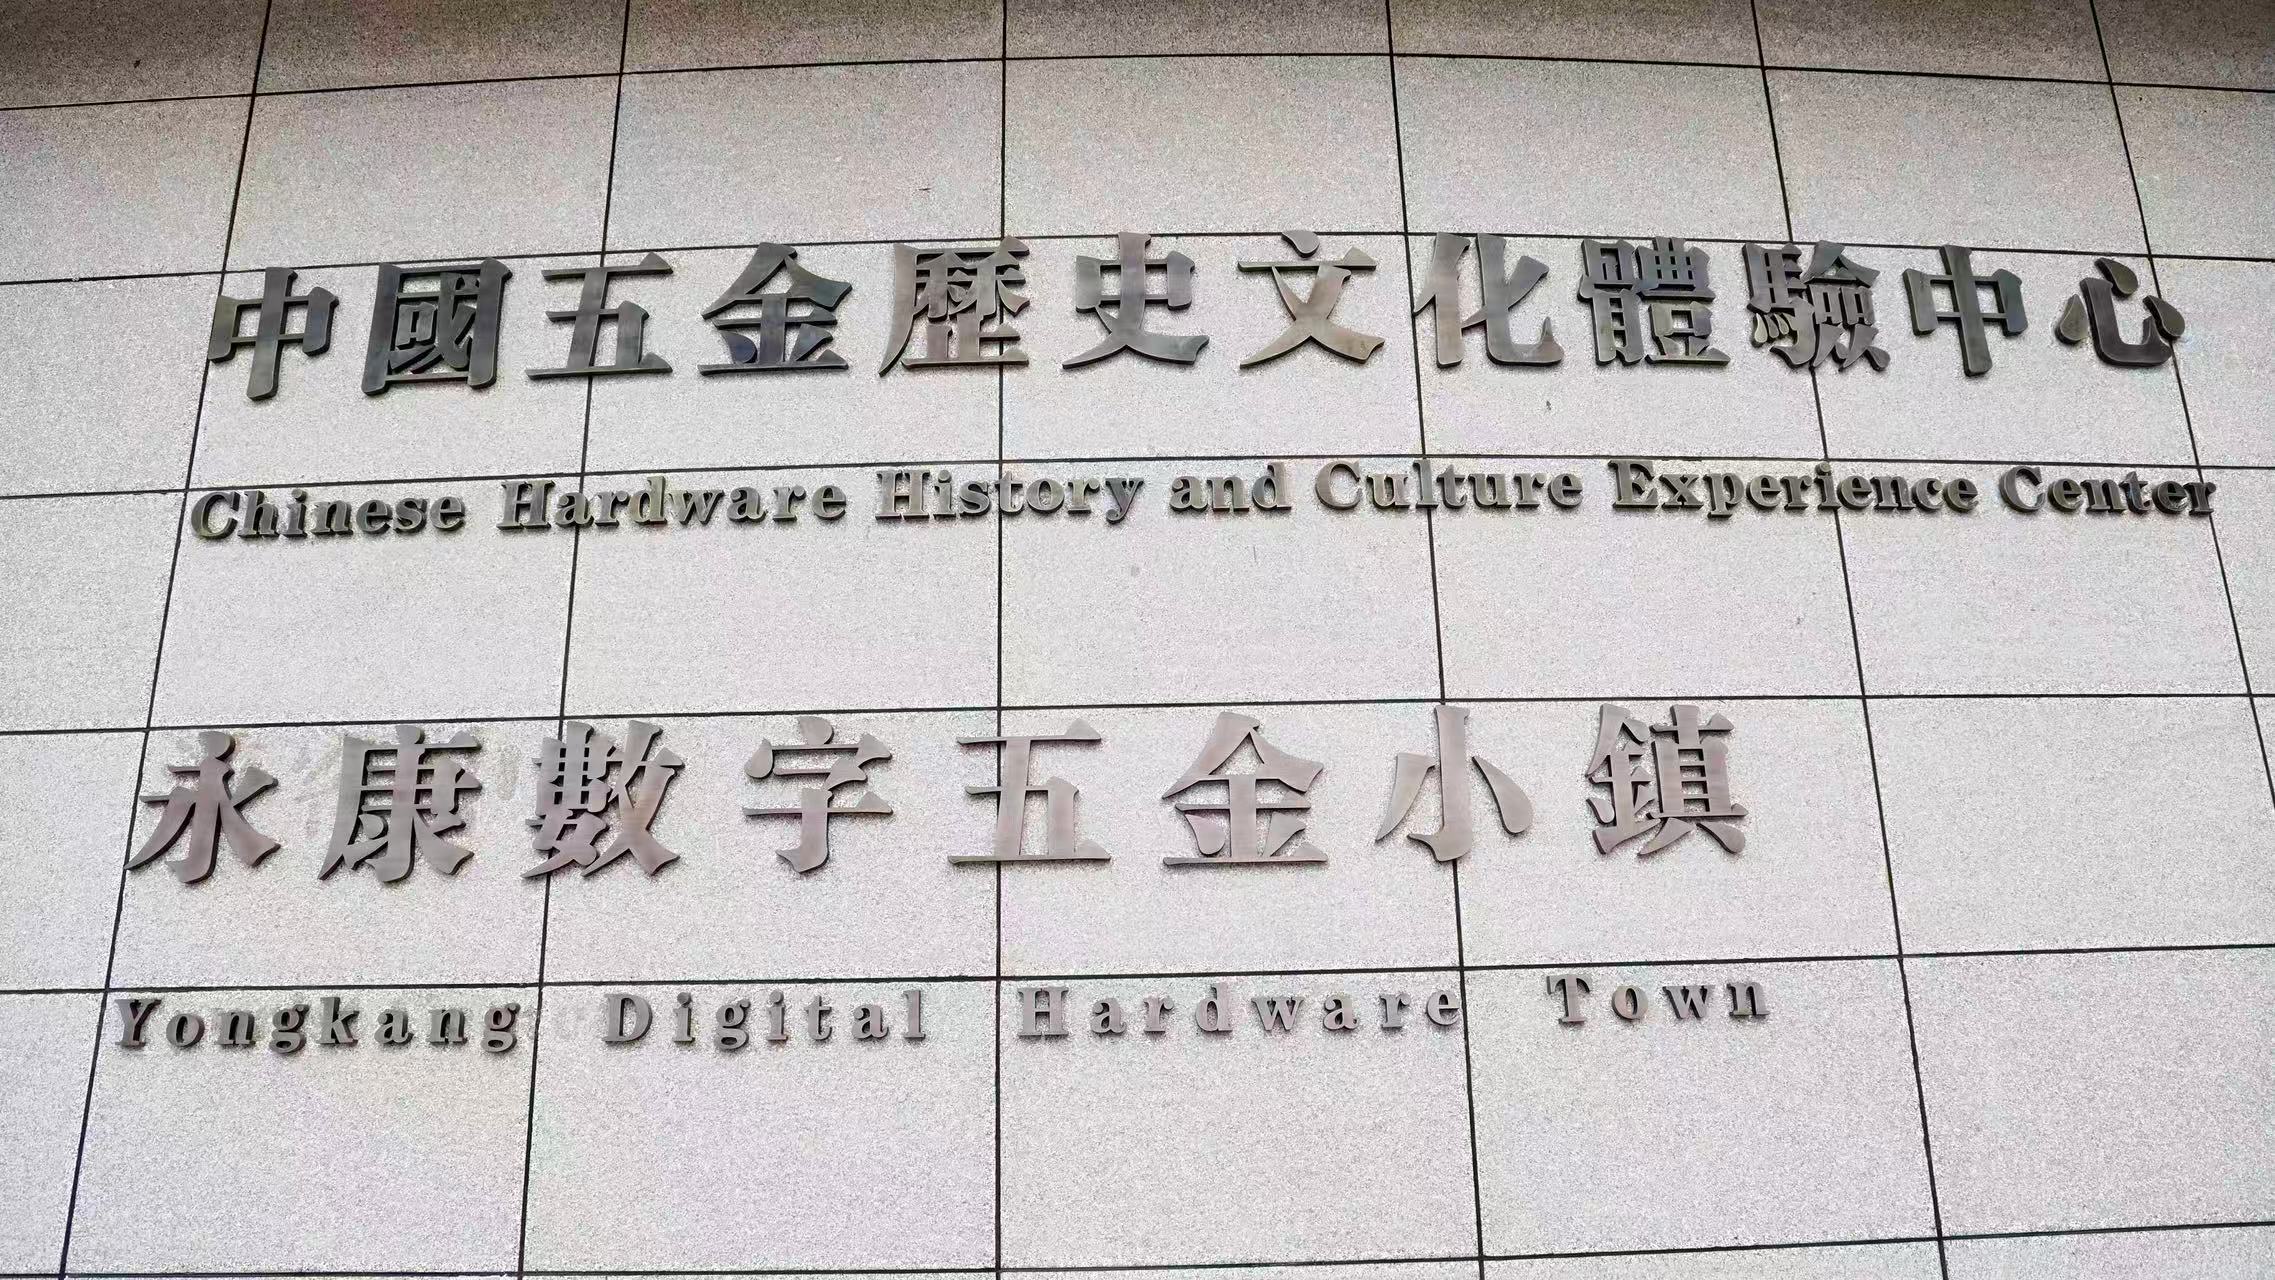 中國五金歷史文化體驗中心
Chinese Hardware History and Culture Experience Center
永康數字五金小鎮
Yongkang Digital Hardware Town